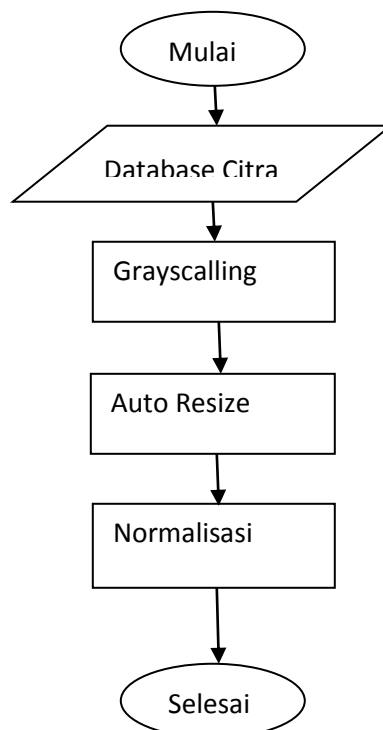 Mulai
Database Citra
Grayscalling
Auto Resize
Normalisasi
Selesai